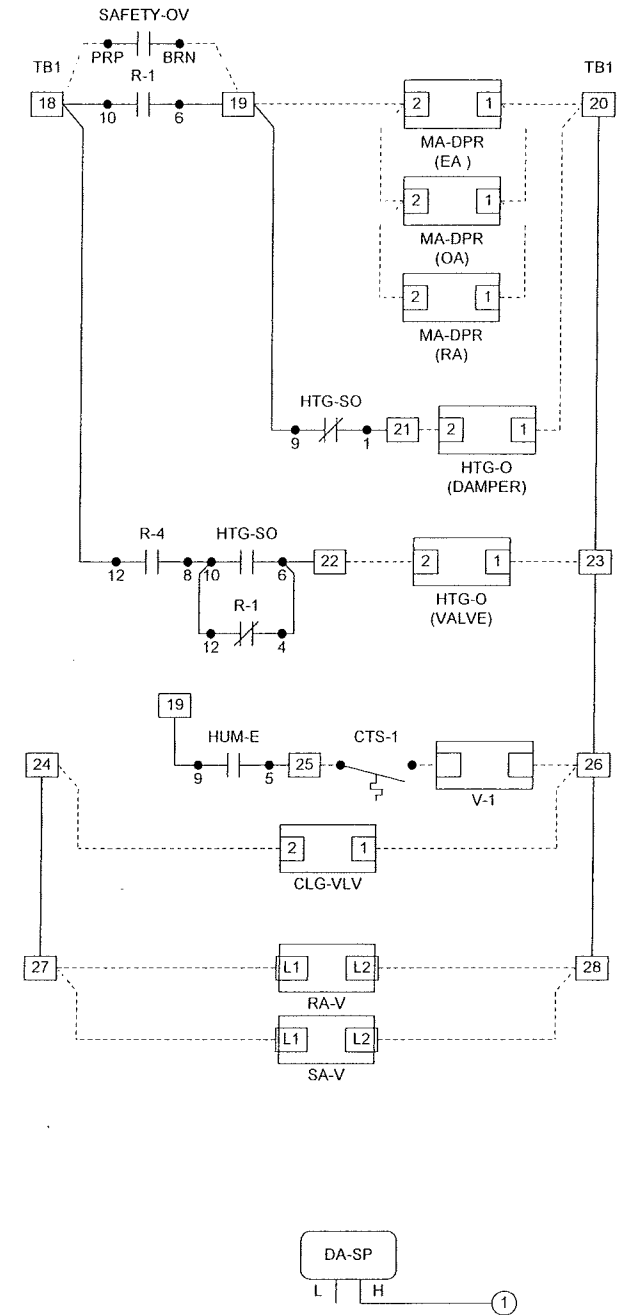 SAFETY-OV
PRP BRN
TB1 R-1 TB1
18 10 6 19 2 1 20
MA-DPR
(EA )
2 1
MA-DPR
(OA)
2 1
MA-DPR
(RA)
HTG-SO
9 1 21 2 1
HTG-O
(DAMPER)
R-4 HTG-SO
12 8 10 6 22 2 1 23
HTG-O
(VALVE)
R-1
12 4
19
HUM-E CTS-1
24 9 5 25 26
V-1
2 1
CLG-VLV
27 L1 L2 28
RA-V
L1 L2
SA-V
DA-SP
L H
1